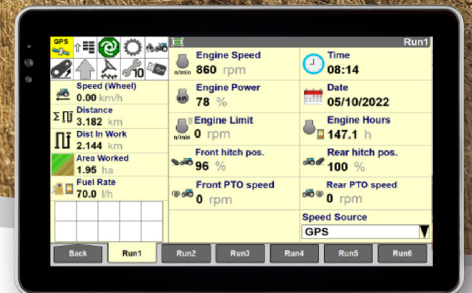 Run1
GPS
10
Speed (Wheel)
0.00 km/h
Distance
3.182 km
Dist In Work
2.144 km
Area Worked
1.95 ha
Fuel Rate
70.0 l/h
n/min
Engine Speed
860 rpm
kW
Engine Power
78 %
n/min
Engine Limit
0 rpm
Front hitch pos.
96 %
Front PTO speed
0 rpm
Time
08:14
Date
05/10/2022
Engine Hours
147.1 h
Rear hitch pos.
100 %
Rear PTO speed
0 rpm
Speed Source
GPS
Back
Run1
Run2
Run3
Run4
Run5
Run6